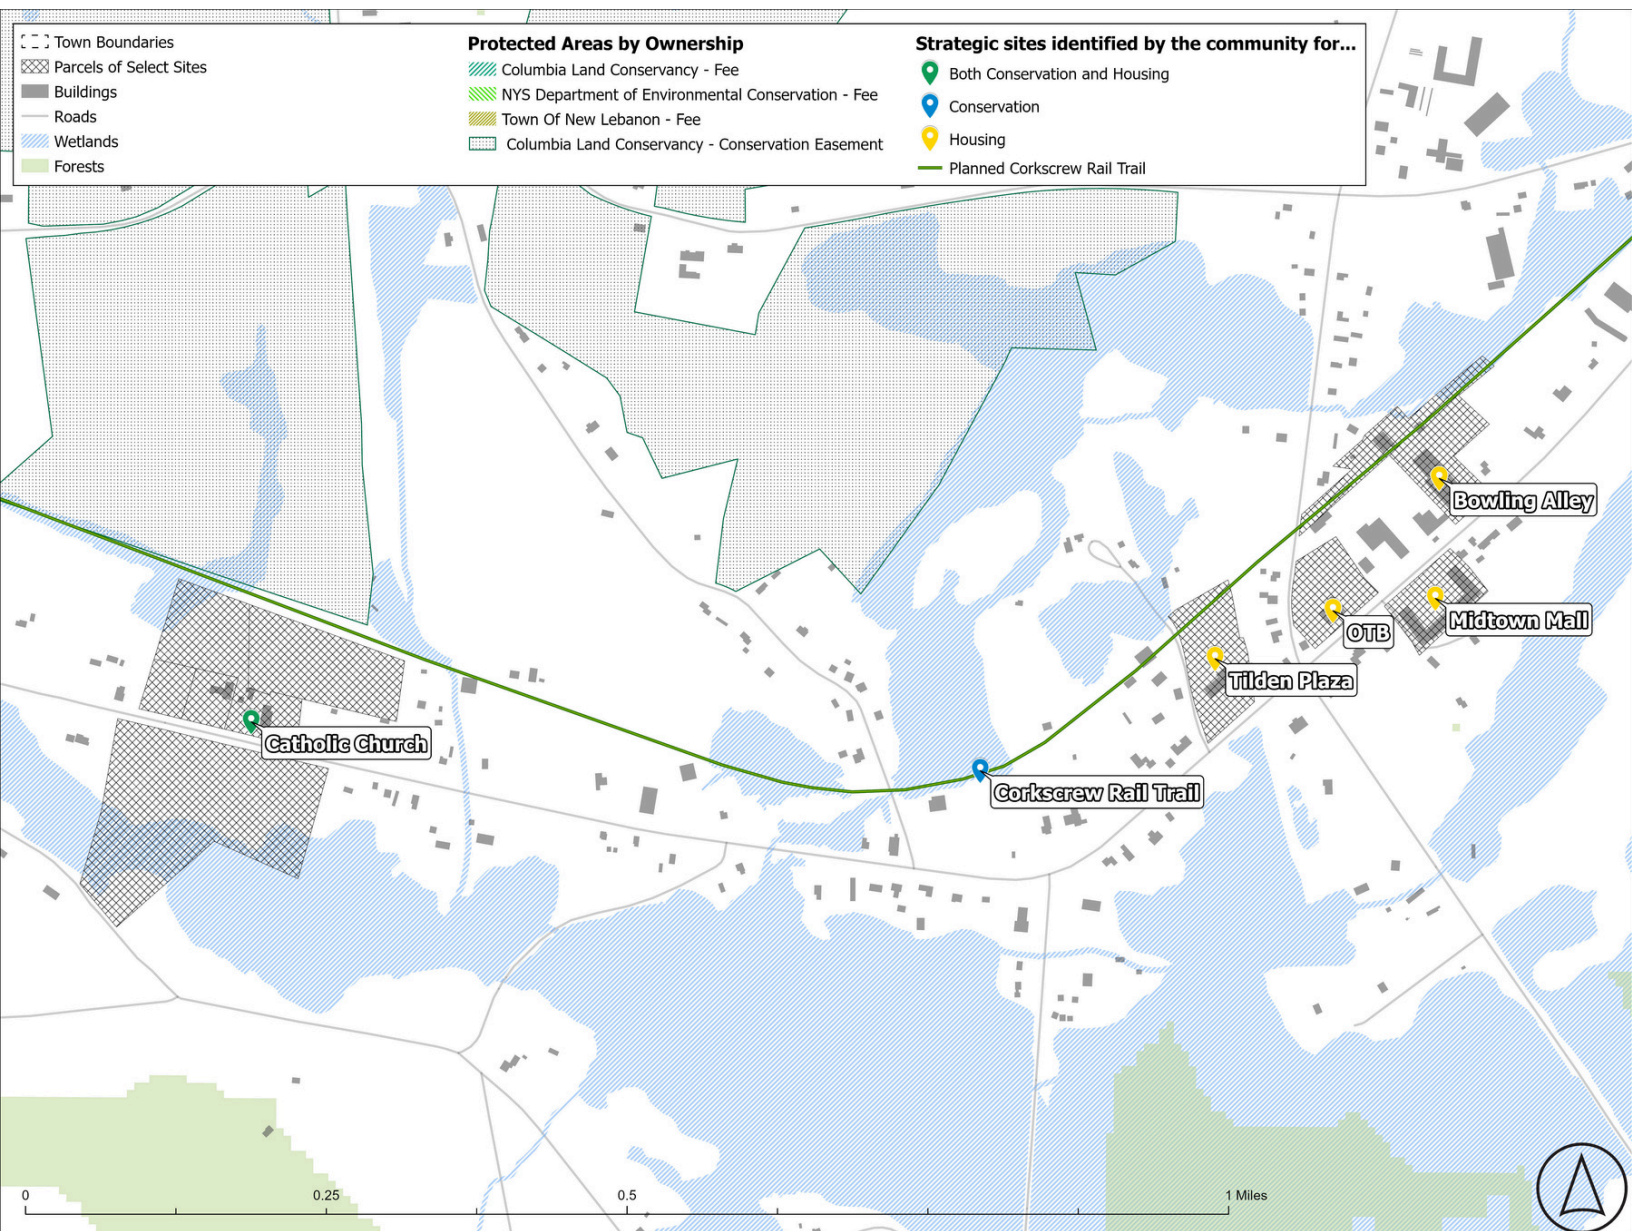 Town Boundaries
Parcels of Select Sites
Buildings
Roads
Wetlands
Forests
Protected Areas by Ownership
Columbia Land Conservancy - Fee
NYS Department of Environmental Conservation - Fee
Town Of New Lebanon - Fee
Columbia Land Conservancy - Conservation Easement
Strategic sites identified by the community for...
Both Conservation and Housing
Conservation
Housing
Planned Corkscrew Rail Trail
Bowling Alley
Midtown Mall
OTB
Tilden Plaza
Catholic Church
Corkscrew Rail Trail
0 0.25 0.5 1 Miles